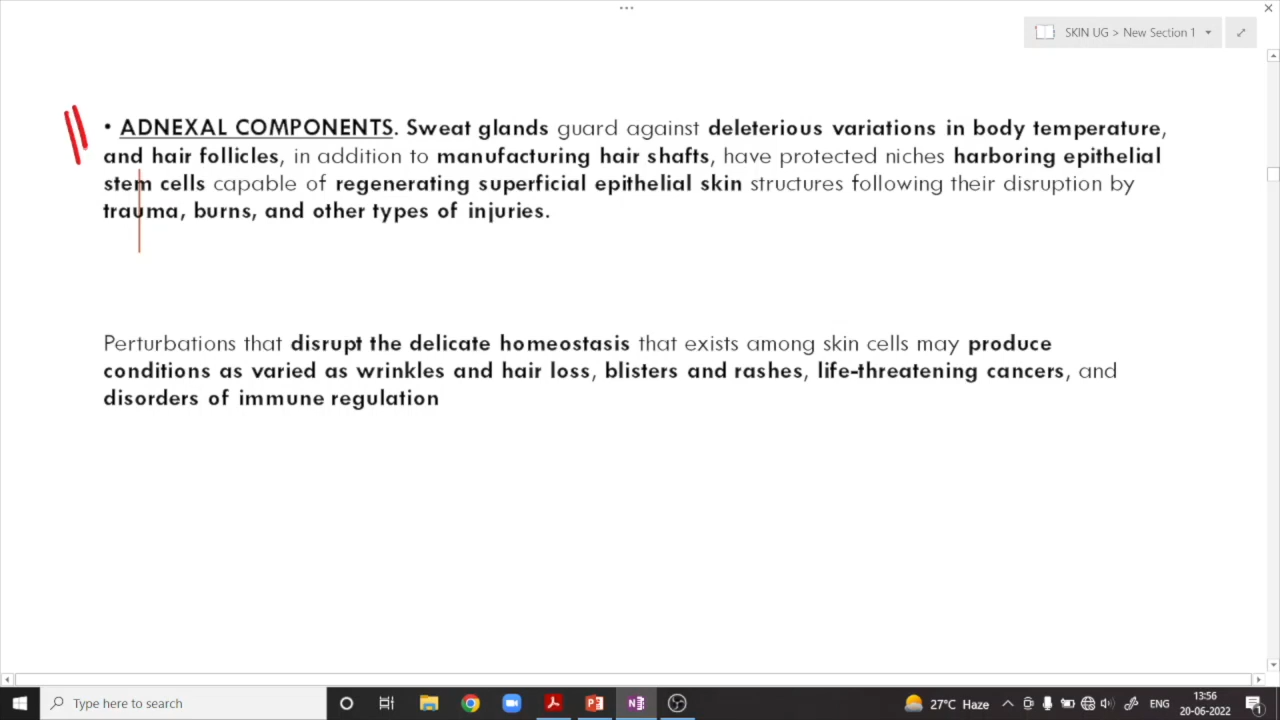 SKIN UG > New Section 1
• ADNEXAL COMPONENTS. Sweat glands guard against deleterious variations in body temperature,
and hair follicles, in addition to manufacturing hair shafts, have protected niches harboring epithelial
stem cells capable of regenerating superficial epithelial skin structures following their disruption by
trauma, burns, and other types of injuries.
Perturbations that disrupt the delicate homeostasis that exists among skin cells may produce
conditions as varied as wrinkles and hair loss, blisters and rashes, life-threatening cancers, and
disorders of immune regulation
Type here to search
27°C Haze
ENG
13:56
20-06-2022
1